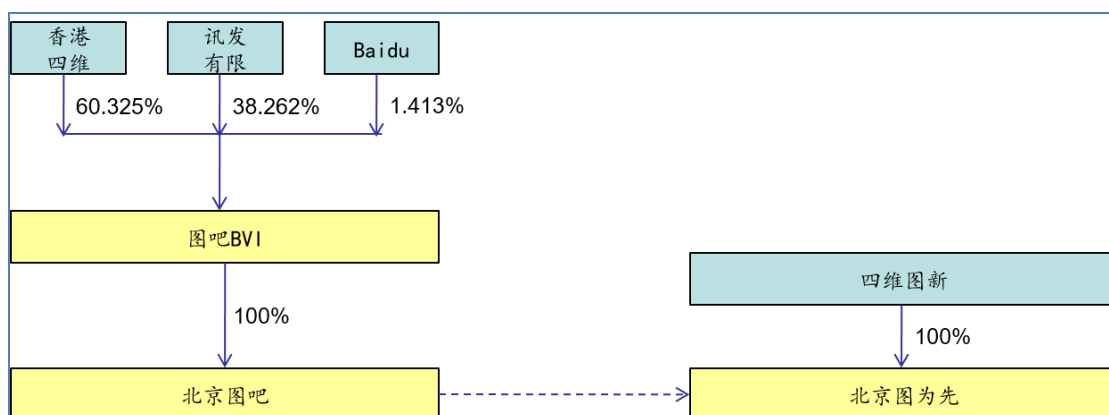 香港
四维
讯发
有限
Baidu
60.325%
38.262%
1.413%
图吧BVI
四维图新
100%
100%
北京图吧
北京图为先